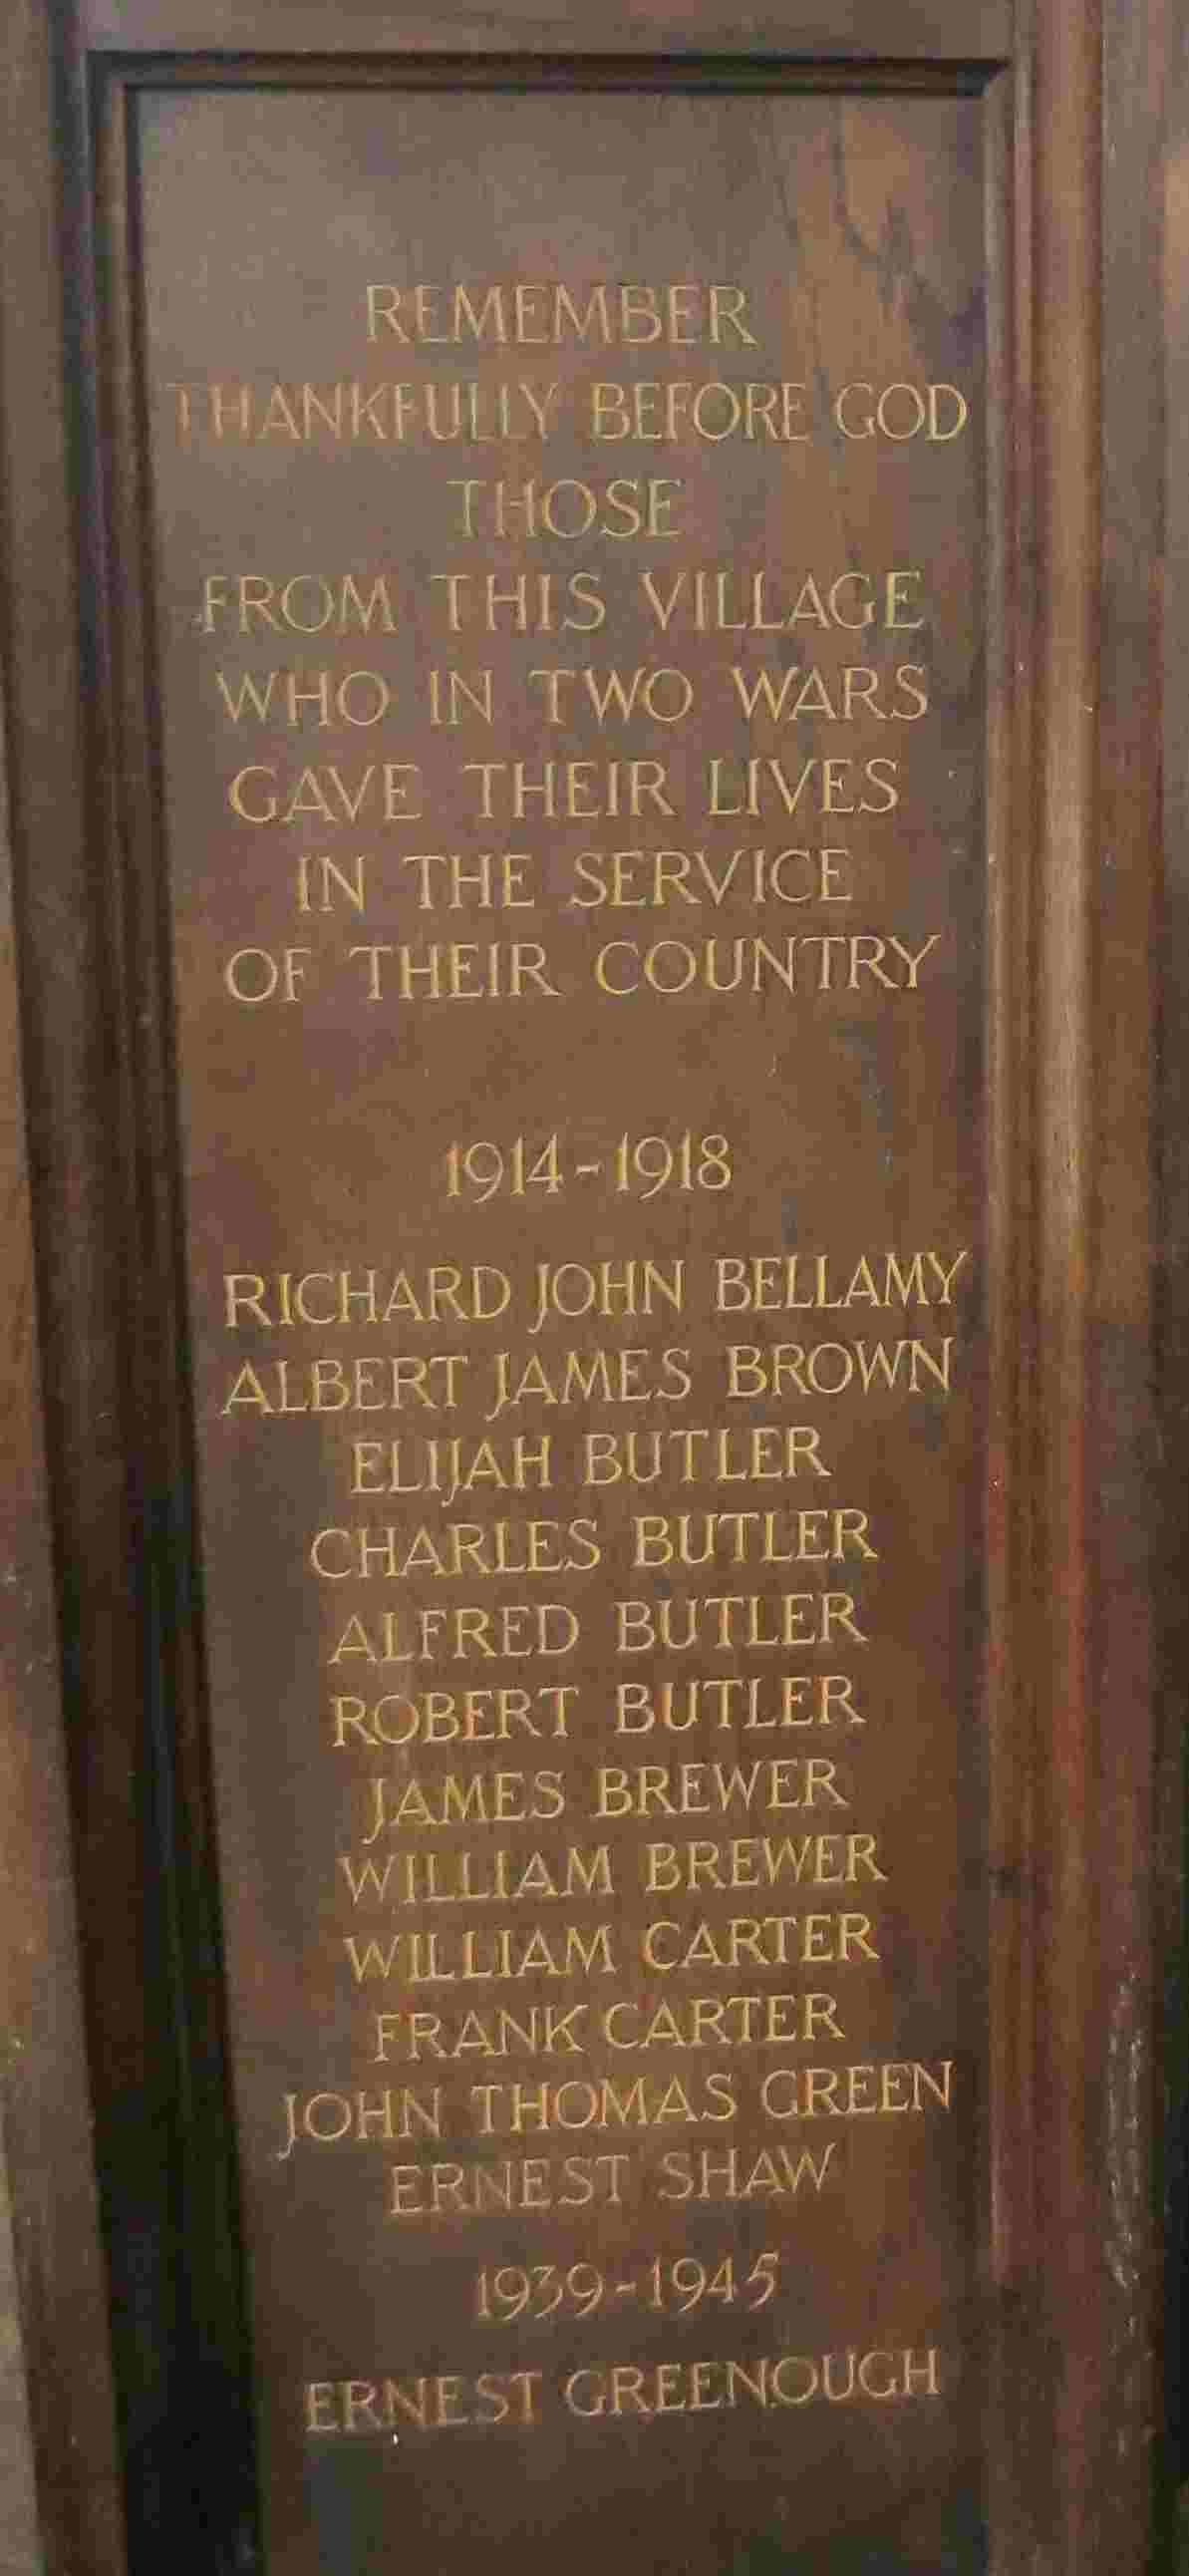 REMEMBER
THANKFULLY BEFORE GOD
THOSE
FROM THIS VILLAGE
WHO IN TWO WARS
GAVE THEIR LIVES
IN THE SERVICE
OF THEIR COUNTRY
1914-1918
RICHARD JOHN BELLAMY
ALBERT JAMES BROWN
ELIJAH BUTLER
CHARLES BUTLER
ALFRED BUTLER
ROBERT BUTLER
JAMES BREWER
WILLIAM BREWER
WILLIAM CARTER
FRANK CARTER
JOHN THOMAS GREEN
ERNEST SHAW
1939-1945
ERNEST GREENOUGH